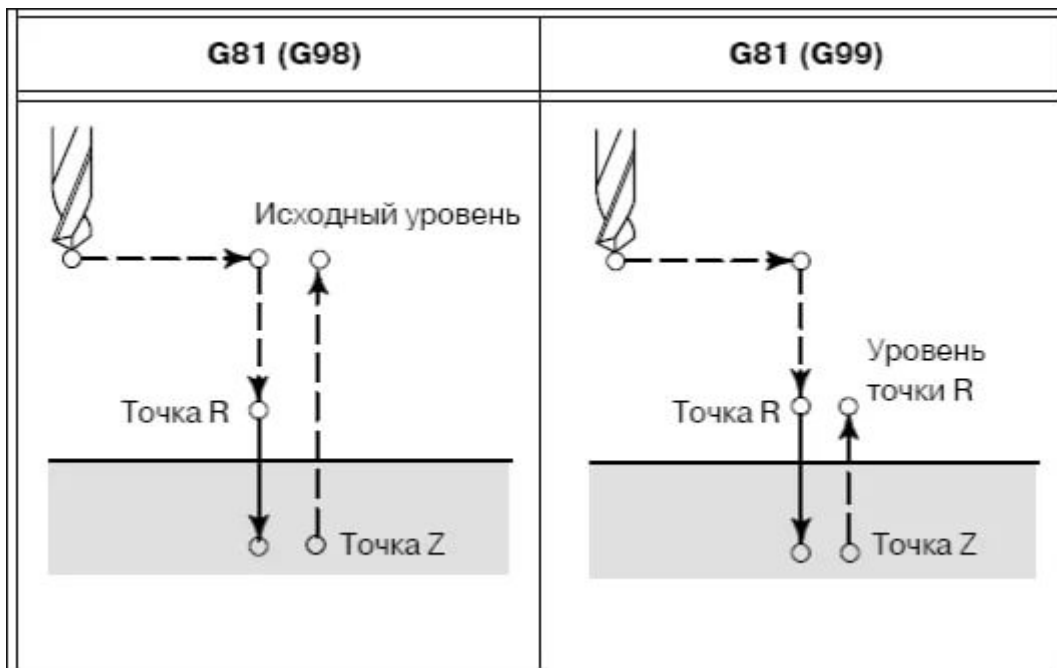 G81 (G98)
G81 (G99)
Исходный уровень
Точка R
Точка Z
Уровень
точки R
Точка R
Точка Z